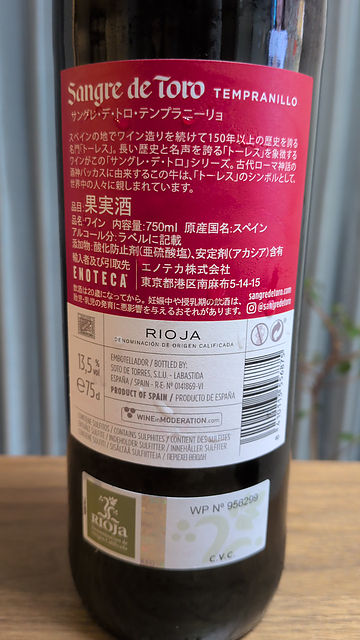 Sangre de Toro TEMPRANILLO
サングレ・デ・トロ・テンプラニーリョ
スペインの地でワイン造りを続けて150年以上の歴史を誇る
名門「トーレス」。長い歴史と名声を誇る「トーレス」を象徴する
ワインがこの「サングレ・デ・トロ」シリーズ。古代ローマ神話の
酒神バッカスに由来するこの牛は、「トーレス」のシンボルとして、
世界中の人々に親しまれています。
品目:果実酒
品名:ワイン 内容量:750ml 原産国名:スペイン
アルコール分:ラベルに記載
添加物:酸化防止剤(亜硫酸塩)、安定剤(アカシア)含有
輸入者及び引取先
ENOTECA
エノテカ株式会社
東京都港区南麻布5-14-15
飲酒は20歳になってから。妊娠中や授乳期の飲酒は、
胎児・乳児の発育に悪影響を与えるおそれがあります。
sangredetoro.com
@sangredetoro
RIOJA
DENOMINACIÓN DE ORIGEN CALIFICADA
13,5 % vol
e 75 cl
EMBOTELLADOR / BOTTLED BY:
SOTO DE TORRES, S.L.U. - LABASTIDA
ESPAÑA / SPAIN - R.E. Nº 0141869-VI
PRODUCT OF SPAIN / PRODUCTO DE ESPAÑA
WINEinMODERATION.com
CONTIENE SULFITOS / CONTAINS SULPHITES / CONTIENT DES SULFITES
INDEHOLDER SULFITTER / INNEHÅLLER SULFITER
SISÄLTÄÄ SULFIITTEJA
RIOJA
WP Nº 958299
C.V.C.